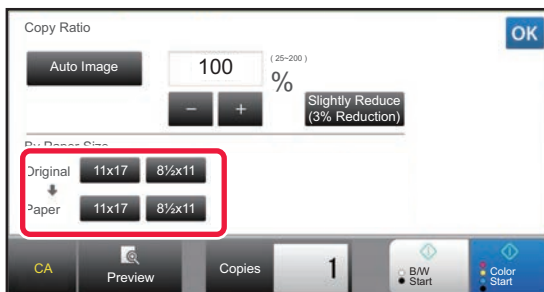 Copy Ratio
OK
Auto Image
100
(25~200)
%
− +
Slightly Reduce
(3% Reduction)
By Paper Size
Original 11x17 8½x11
Paper 11x17 8½x11
CA
Preview
Copies 1
B/W
Start
Color
Start